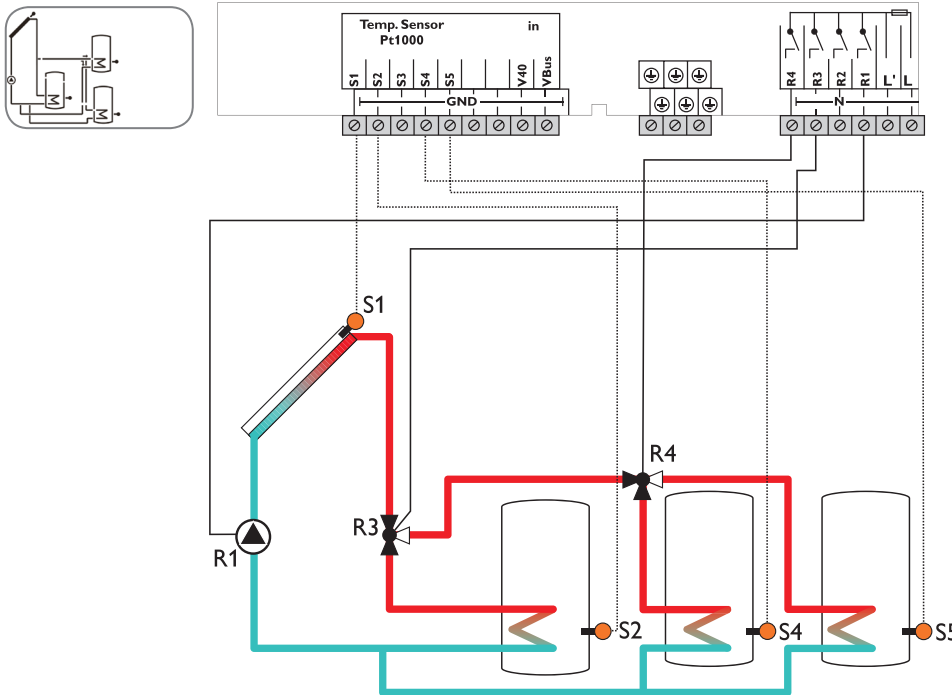 Temp. Sensor
Pt1000
in
S1 S2 S3 S4 S5 V40 VBus
GND
R4 R3 R2 R1 L' L
N
S1
R4
R3
R1
S2
S4
S5